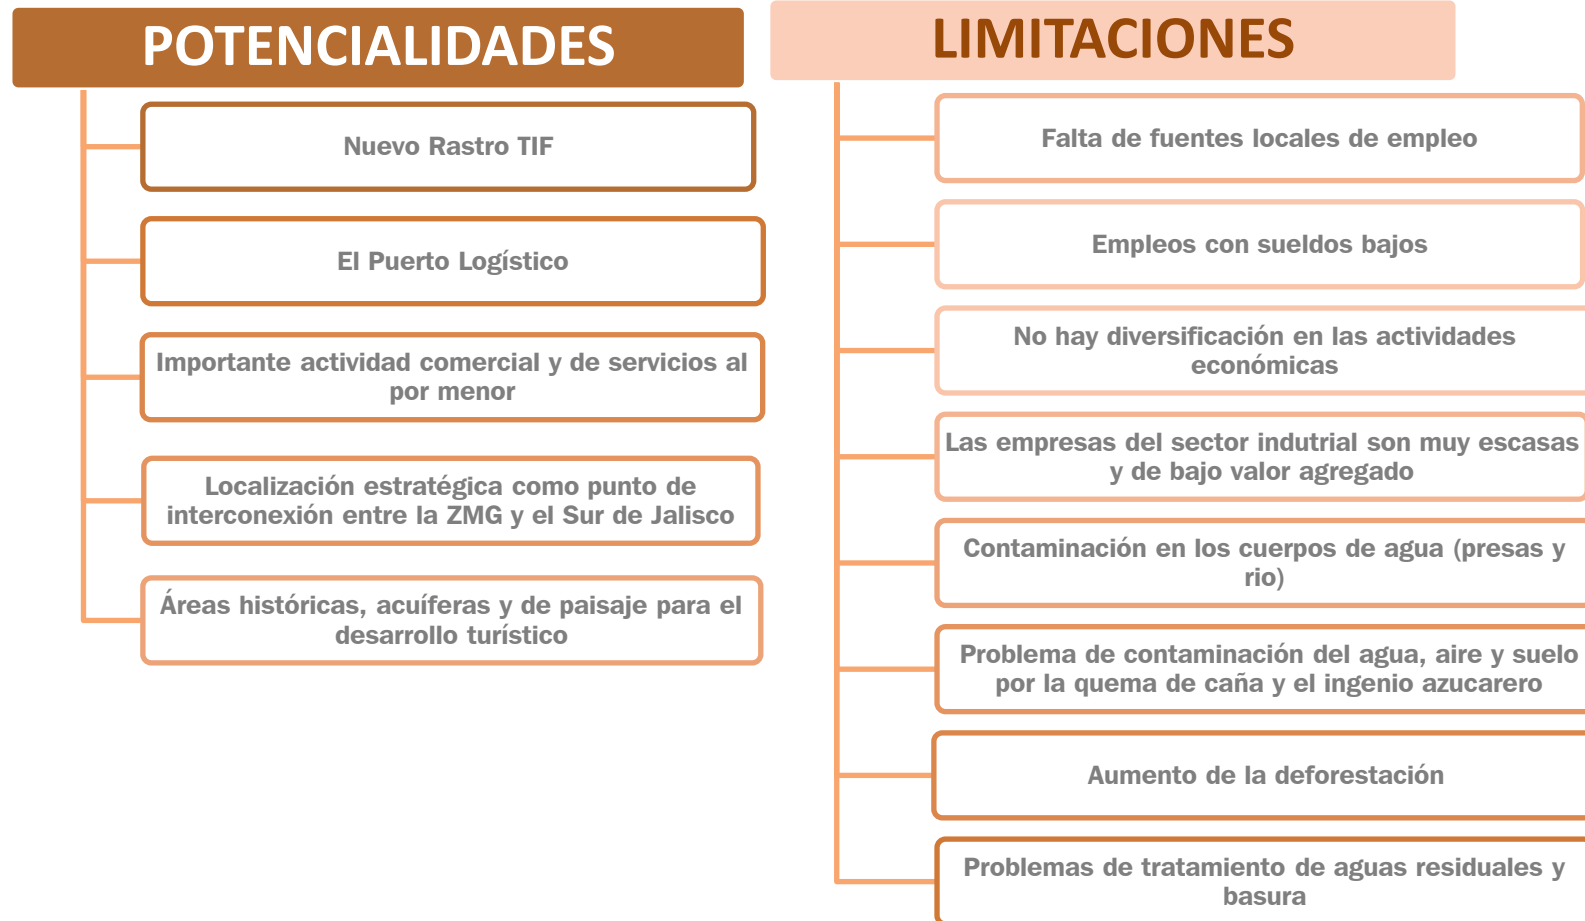 POTENCIALIDADES
Nuevo Rastro TIF
El Puerto Logístico
Importante actividad comercial y de servicios al
por menor
Localización estratégica como punto de
interconexión entre la ZMG y el Sur de Jalisco
Áreas históricas, acuíferas y de paisaje para el
desarrollo turístico
LIMITACIONES
Falta de fuentes locales de empleo
Empleos con sueldos bajos
No hay diversificación en las actividades
económicas
Las empresas del sector indutrial son muy escasas
y de bajo valor agregado
Contaminación en los cuerpos de agua (presas y
rio)
Problema de contaminación del agua, aire y suelo
por la quema de caña y el ingenio azucarero
Aumento de la deforestación
Problemas de tratamiento de aguas residuales y
basura